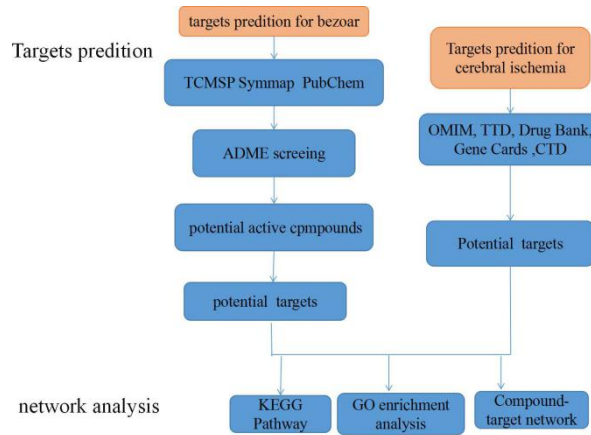 targets predition for bezoar
Targets predition
Targets predition for
cerebral ischemia
TCMSP Symmap PubChem
OMIM, TTD, Drug Bank,
Gene Cards ,CTD
ADME screeing
potential active cpmpounds
Potential targets
potential targets
network analysis
KEGG
Pathway
GO enrichment
analysis
Compound-
target network